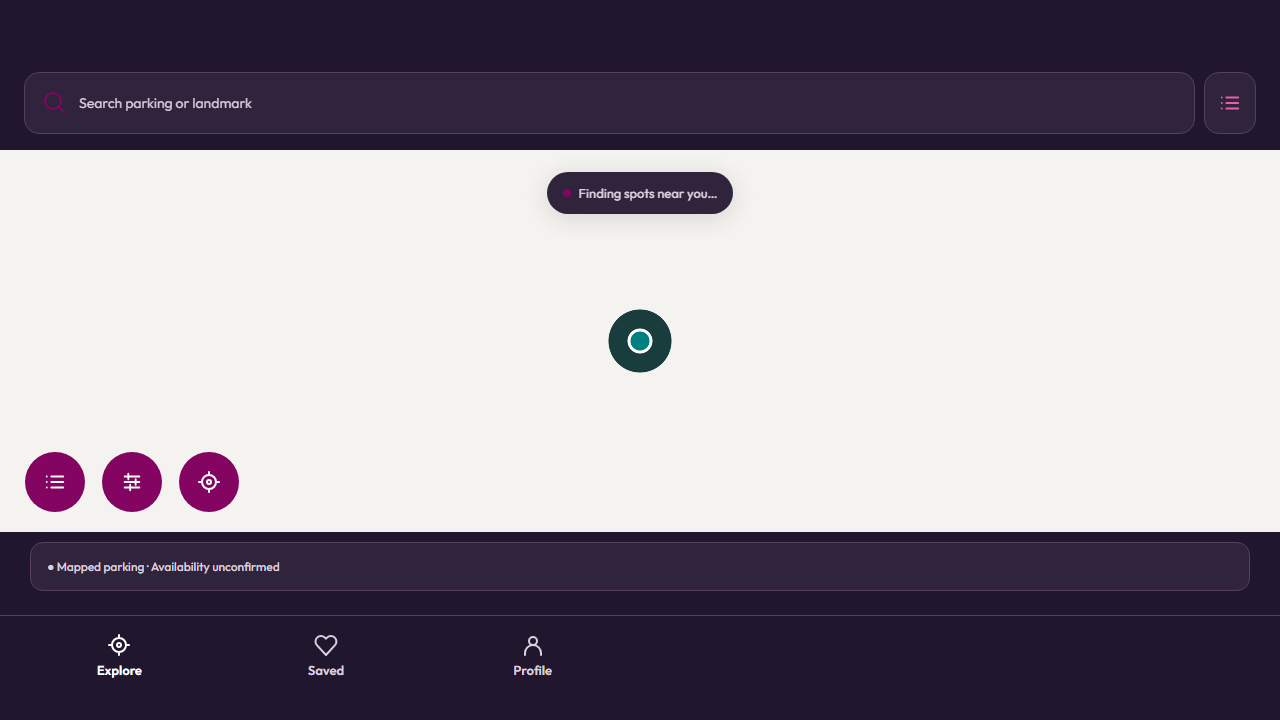 Search parking or landmark
Finding spots near you...
● Mapped parking · Availability unconfirmed
Explore
Saved
Profile